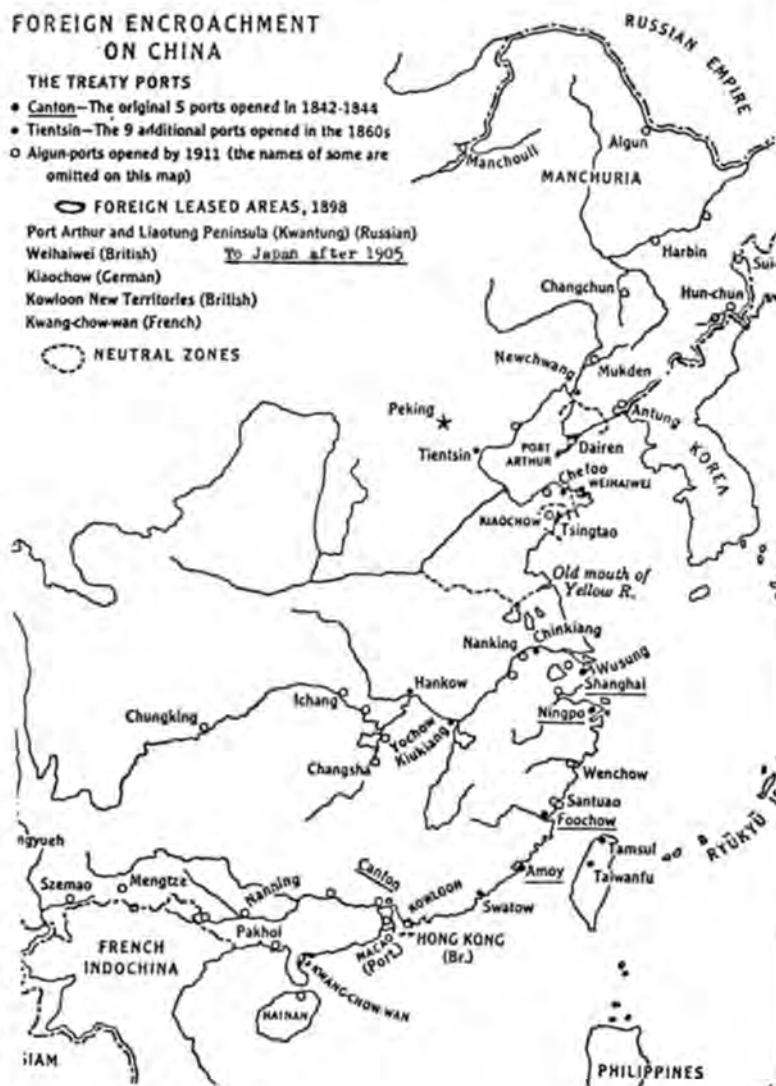 FOREIGN ENCROACHMENT
ON CHINA
THE TREATY PORTS
Canton—The original 5 ports opened in 1842-1844
Tientsin—The 9 additional ports opened in the 1860s
Aigun-ports opened by 1911 (the names of some are
omitted on this map)
FOREIGN LEASED AREAS, 1898
Port Arthur and Liaotung Peninsula (Kwantung) (Russian)
Weihaiwei (British) To Japan after 1905
Kiaochow (German)
Kowloon New Territories (British)
Kwang-chow-wan (French)
NEUTRAL ZONES
RUSSIAN EMPIRE
Aigun
Manchouli
MANCHURIA
Harbin
Sui-
Changchun
Hun-chun
Newchwang
Mukden
Peking
Antung
Tientsin
PORT
ARTHUR
Dairen
KOREA
Chefoo
WEIHAIWEI
KIAOCHOW
Tsingtao
Old mouth of
Yellow R.
Nanking
Chinkiang
Wusung
Shanghai
Hankow
Ichang
Ningpo
Chungking
Yochow
Kiukiang
Changsha
Wenchow
Santuao
Foochow
RYŪKYŪ IS
ngyueh
Tamsui
Amoy
Taiwanfu
Szemao
Mengtze
Nanning
Canton
KOWLOON
Swatow
Pakhoi
MACAO
(Port.)
HONG KONG
(Br.)
FRENCH
INDOCHINA
KWANG-CHOW-WAN
HAINAN
SIAM
PHILIPPINES